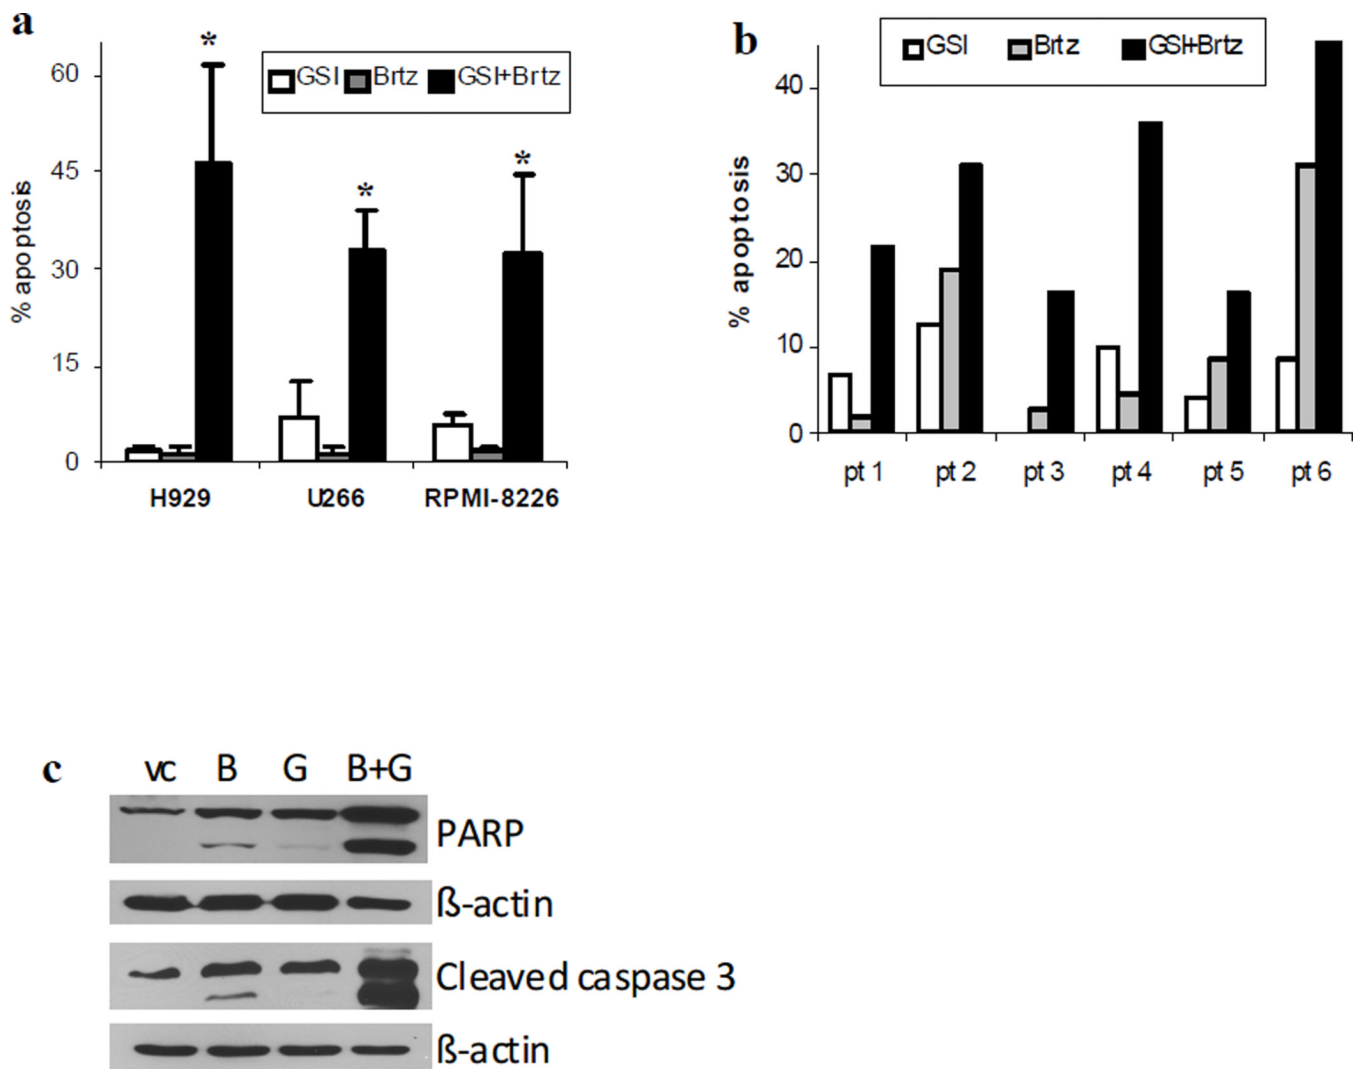 a
*
*
*
GSI Brtz GSI+Brtz
% apoptosis
60
45
30
15
0
H929 U266 RPMI-8226
b
GSI Brtz GSI+Brtz
% apoptosis
40
30
20
10
0
pt 1 pt 2 pt 3 pt 4 pt 5 pt 6
c
vc B G B+G
PARP
ß-actin
Cleaved caspase 3
ß-actin